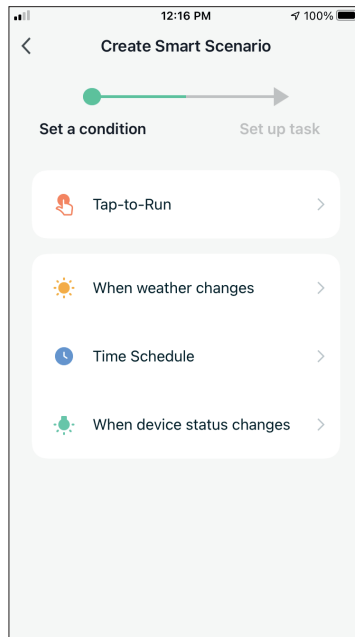 12:16 PM 100%
Create Smart Scenario
Set a condition Set up task
Tap-to-Run
When weather changes
Time Schedule
When device status changes